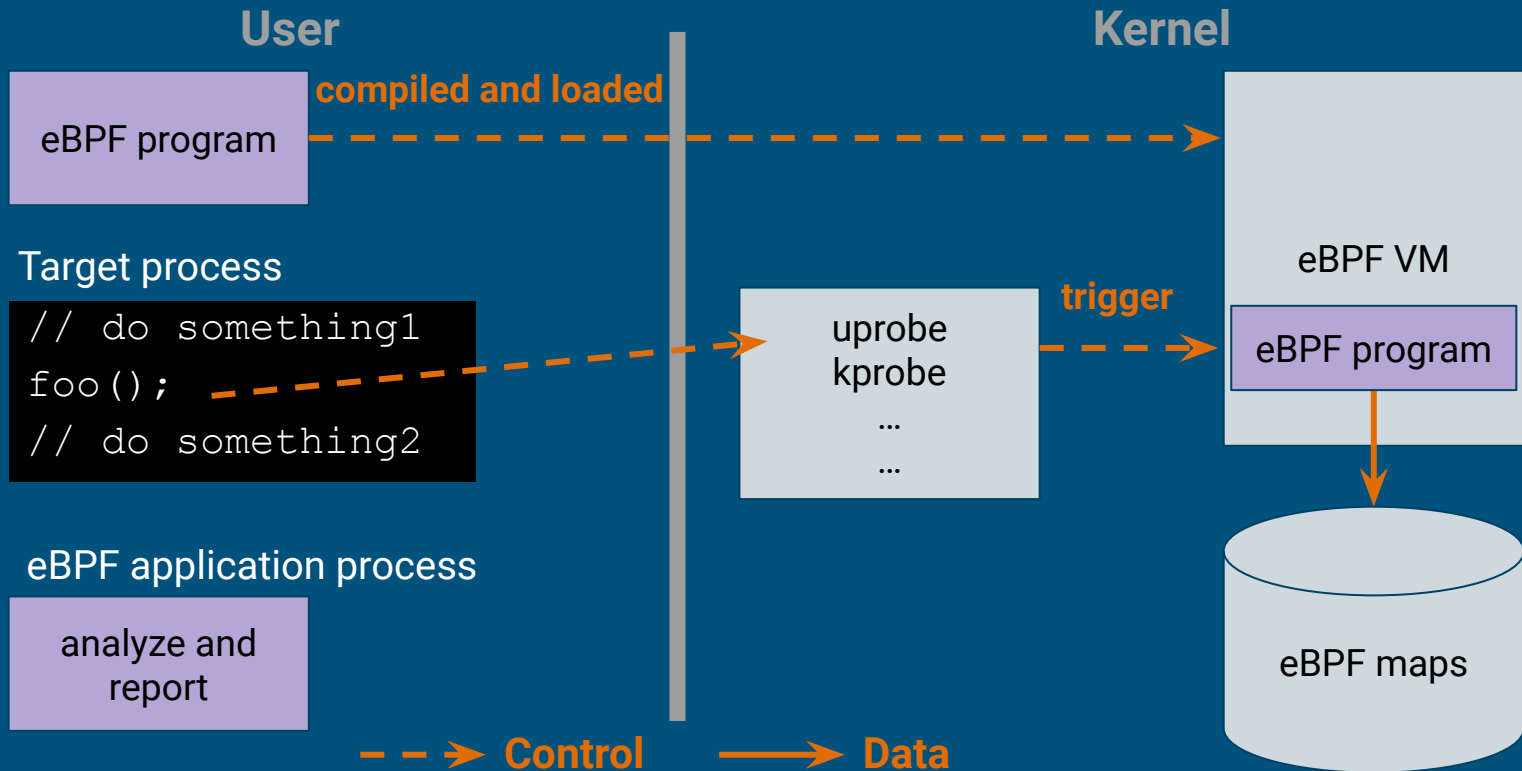 User
Kernel
compiled and loaded
eBPF program
Target process
// do something1
foo();
// do something2
uprobe
kprobe
…
…
trigger
eBPF VM
eBPF program
eBPF application process
analyze and
report
eBPF maps
Control
Data